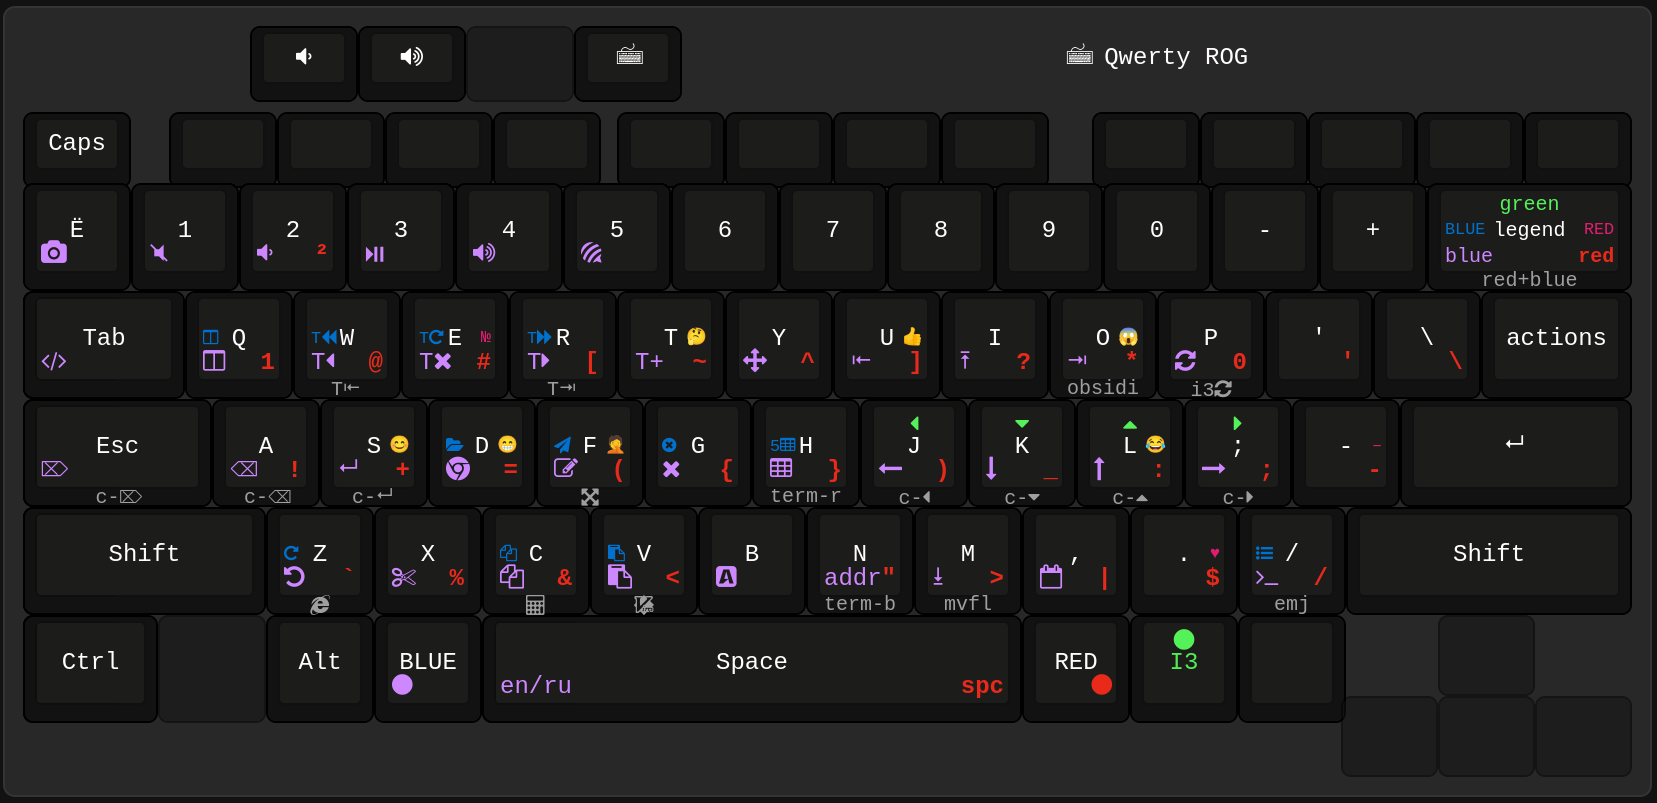 Qwerty ROG
Caps
green
Ë 1 2 3 4 5 6 7 8 9 0 - + BLUE legend RED
2 blue red
red+blue
Tab Q T W T E № T R T Y U I O P ' \ actions
</> 1 T @ T # T [ T+ ~ ^ ] ? * 0 ' \
T T obsidi i3
Esc A S D F G 5 H J K L ; - –
! + = ( { } ) _ : ; -
c- c- c- term-r c- c- c- c-
Shift Z X C V B N M , . ♥ / Shift
` % & < A addr " > | $ >_ /
term-b mvfl emj
Ctrl Alt BLUE Space RED I3
en/ru spc